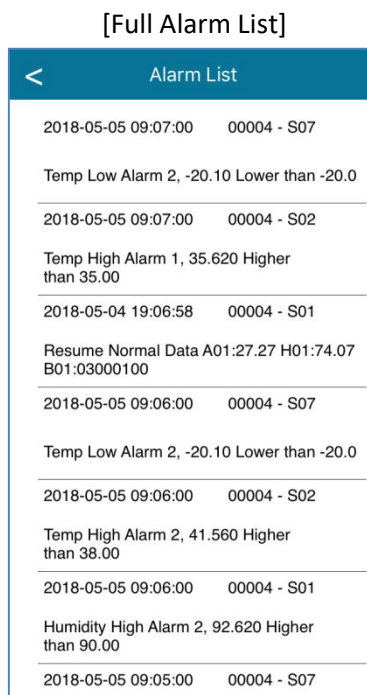 [Full Alarm List]
< Alarm List
2018-05-05 09:07:00 00004 - S07
Temp Low Alarm 2, -20.10 Lower than -20.0
2018-05-05 09:07:00 00004 - S02
Temp High Alarm 1, 35.620 Higher
than 35.00
2018-05-04 19:06:58 00004 - S01
Resume Normal Data A01:27.27 H01:74.07
B01:03000100
2018-05-05 09:06:00 00004 - S07
Temp Low Alarm 2, -20.10 Lower than -20.0
2018-05-05 09:06:00 00004 - S02
Temp High Alarm 2, 41.560 Higher
than 38.00
2018-05-05 09:06:00 00004 - S01
Humidity High Alarm 2, 92.620 Higher
than 90.00
2018-05-05 09:05:00 00004 - S07